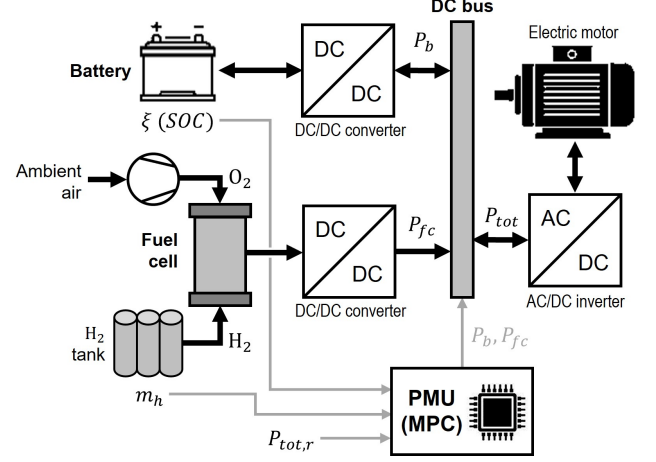 DC bus
Electric motor
Battery
DC
DC
P_b
DC/DC converter
ξ (SOC)
Ambient
air
O₂
Fuel
cell
DC
DC
P_fc
P_tot
AC
DC
DC/DC converter
AC/DC inverter
H₂
tank
H₂
P_b, P_fc
m_h
PMU
(MPC)
P_tot,r